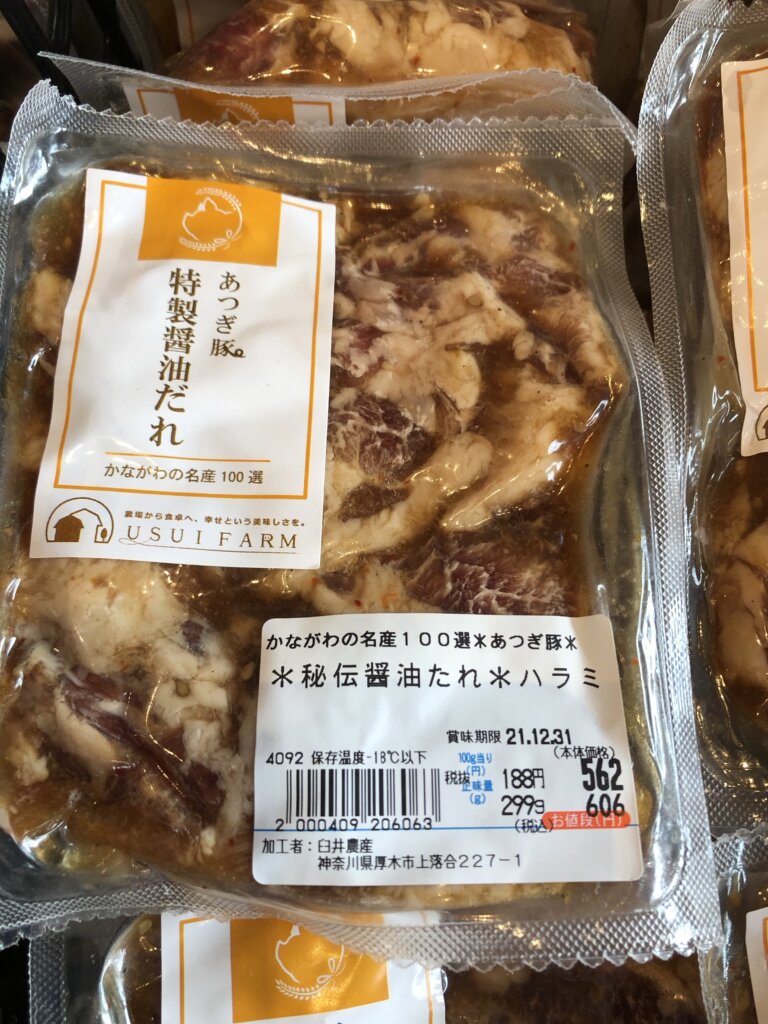 あつぎ豚
特製醤油だれ
かながわの名産100選
農場から食卓へ、幸せという美味しさを。
USUI FARM
かながわの名産100選*あつぎ豚*
*秘伝醤油たれ*ハラミ
賞味期限 21.12.31
4092 保存温度-18℃以下
100g当り(円) 税抜 188円
(本体価格) 562
正味量(g) 299g
(税込) 606 お値段(円)
2 000409 206063
加工者:臼井農産
神奈川県厚木市上落合227-1